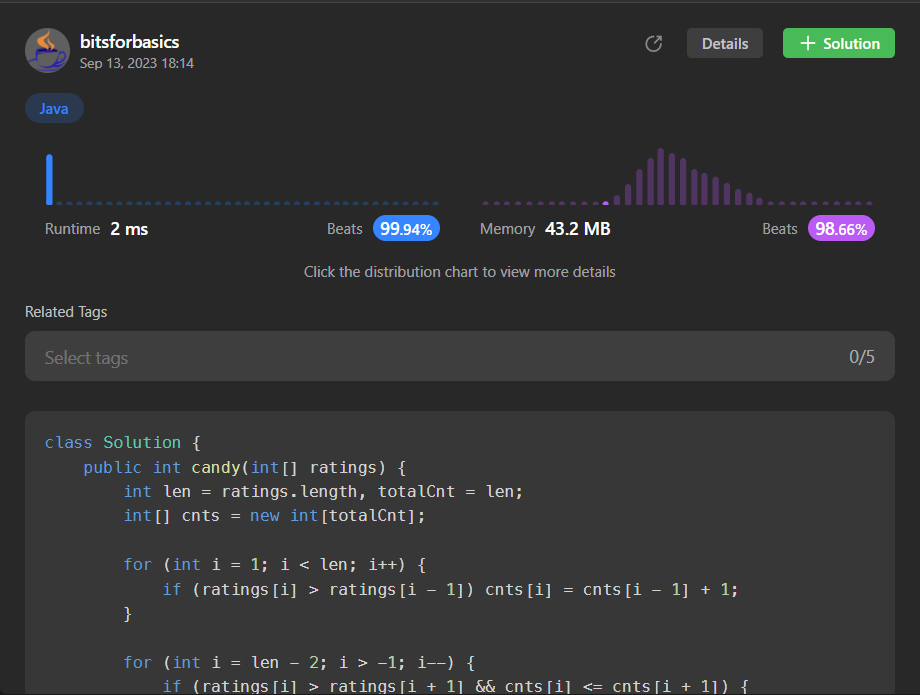 bitsforbasics
Sep 13, 2023 18:14
Details
Solution
Java
Runtime 2 ms Beats 99.94%
Memory 43.2 MB Beats 98.66%
Click the distribution chart to view more details
Related Tags
Select tags 0/5
class Solution {
    public int candy(int[] ratings) {
        int len = ratings.length, totalCnt = len;
        int[] cnts = new int[totalCnt];

        for (int i = 1; i < len; i++) {
            if (ratings[i] > ratings[i - 1]) cnts[i] = cnts[i - 1] + 1;
        }

        for (int i = len - 2; i > -1; i--) {
            if (ratings[i] > ratings[i + 1] && cnts[i] <= cnts[i + 1]) {